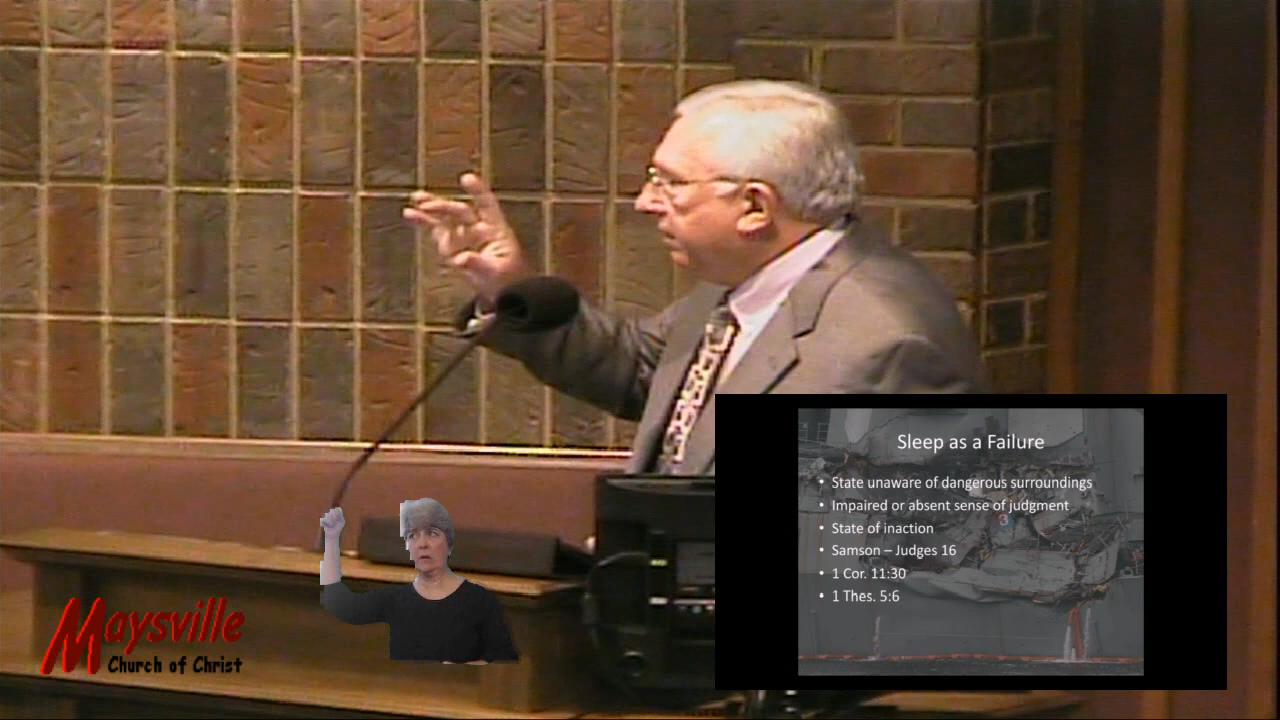 Sleep as a Failure
• State unaware of dangerous surroundings
• Impaired or absent sense of judgment
• State of inaction
• Samson – Judges 16
• 1 Cor. 11:30
• 1 Thes. 5:6
3
Maysville
Church of Christ